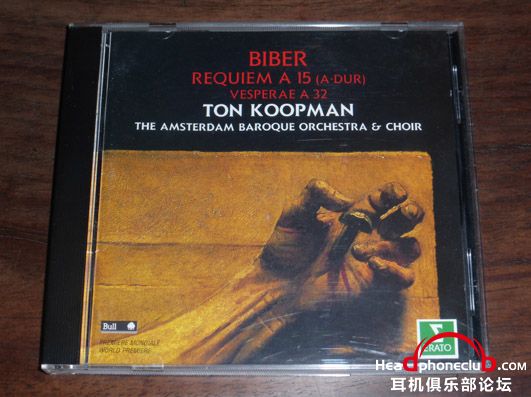 BIBER
REQUIEM A 15 (A-DUR)
VESPERAE A 32
TON KOOPMAN
THE AMSTERDAM BAROQUE ORCHESTRA & CHOIR
Bull
PREMIERE MONDIALE
WORLD PREMIERE
ERATO
Headphoneclub.com
耳机俱乐部论坛